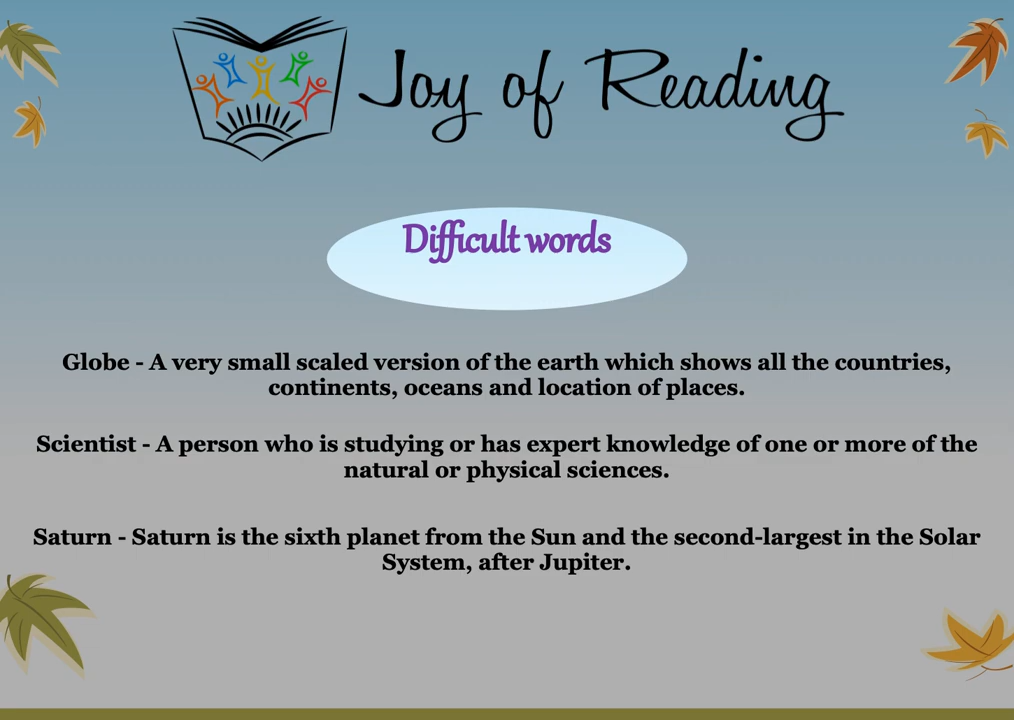 Joy of Reading
Difficult words
Globe - A very small scaled version of the earth which shows all the countries,
continents, oceans and location of places.
Scientist - A person who is studying or has expert knowledge of one or more of the
natural or physical sciences.
Saturn - Saturn is the sixth planet from the Sun and the second-largest in the Solar
System, after Jupiter.